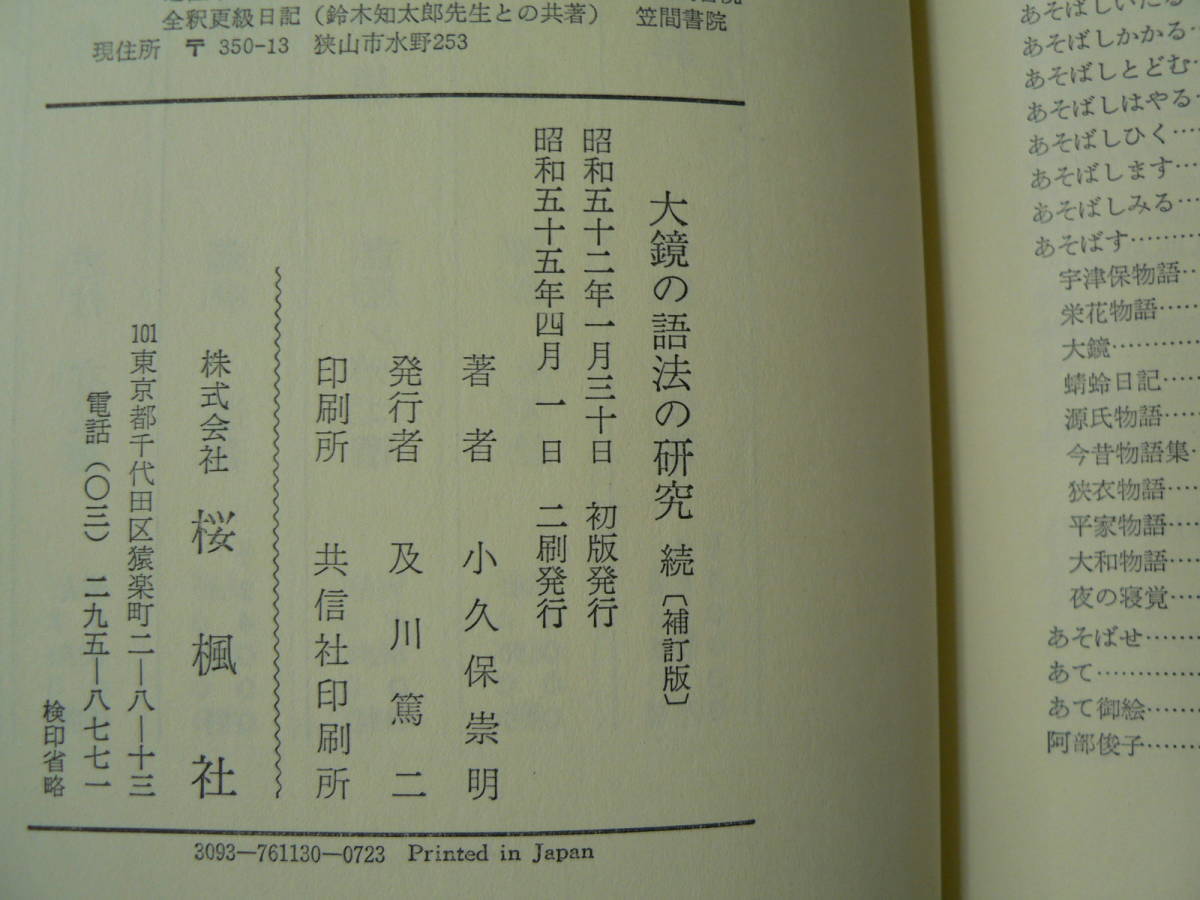 全釈更級日記（鈴木知太郎先生との共著）　笠間書院
現住所　〒 350-13　狭山市水野253
大鏡の語法の研究　続〔補訂版〕
昭和五十二年一月三十日　初版発行
昭和五十五年四月　一日　二刷発行
著者　小久保崇明
発行者　及川篤二
印刷所　共信社印刷所
株式会社　桜楓社
101東京都千代田区猿楽町二—八—十三
電話（〇三）二九五—八七七一
検印省略
3093—761130—0723　Printed in Japan
あそばしいたる
あそばしかかる
あそばしとどむ
あそばしはやる
あそばしひく……
あそばします……
あそばしみる……
あそばす………
宇津保物語…
栄花物語……
大鏡…………
蜻蛉日記……
源氏物語……
今昔物語集…
狭衣物語……
平家物語……
大和物語……
夜の寝覚……
あそばせ………
あて……………
あて御絵………
阿部俊子………